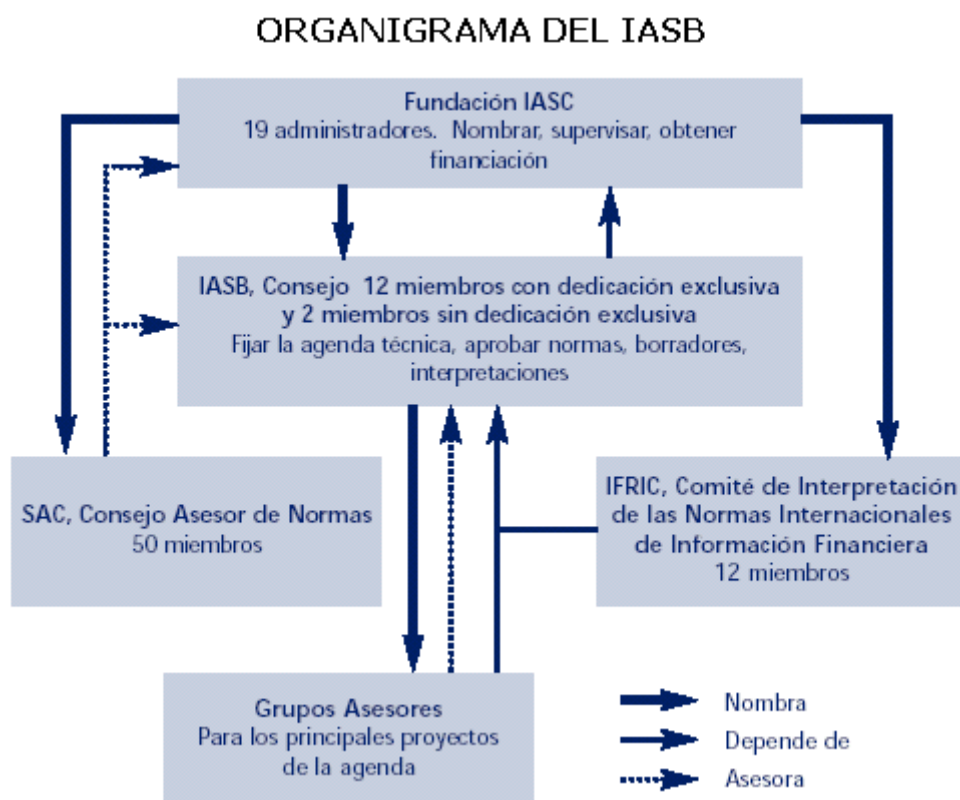 ORGANIGRAMA DEL IASB
Fundación IASC
19 administradores. Nombrar, supervisar, obtener
financiación
IASB, Consejo 12 miembros con dedicación exclusiva
y 2 miembros sin dedicación exclusiva
Fijar la agenda técnica, aprobar normas, borradores,
interpretaciones
SAC, Consejo Asesor de Normas
50 miembros
IFRIC, Comité de Interpretación
de las Normas Internacionales
de Información Financiera
12 miembros
Grupos Asesores
Para los principales proyectos
de la agenda
Nombra
Depende de
Asesora